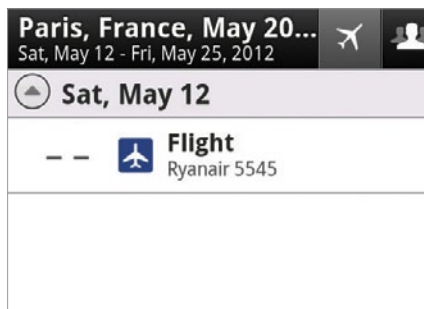 Paris, France, May 20...
Sat, May 12 - Fri, May 25, 2012
Sat, May 12
– – Flight
Ryanair 5545